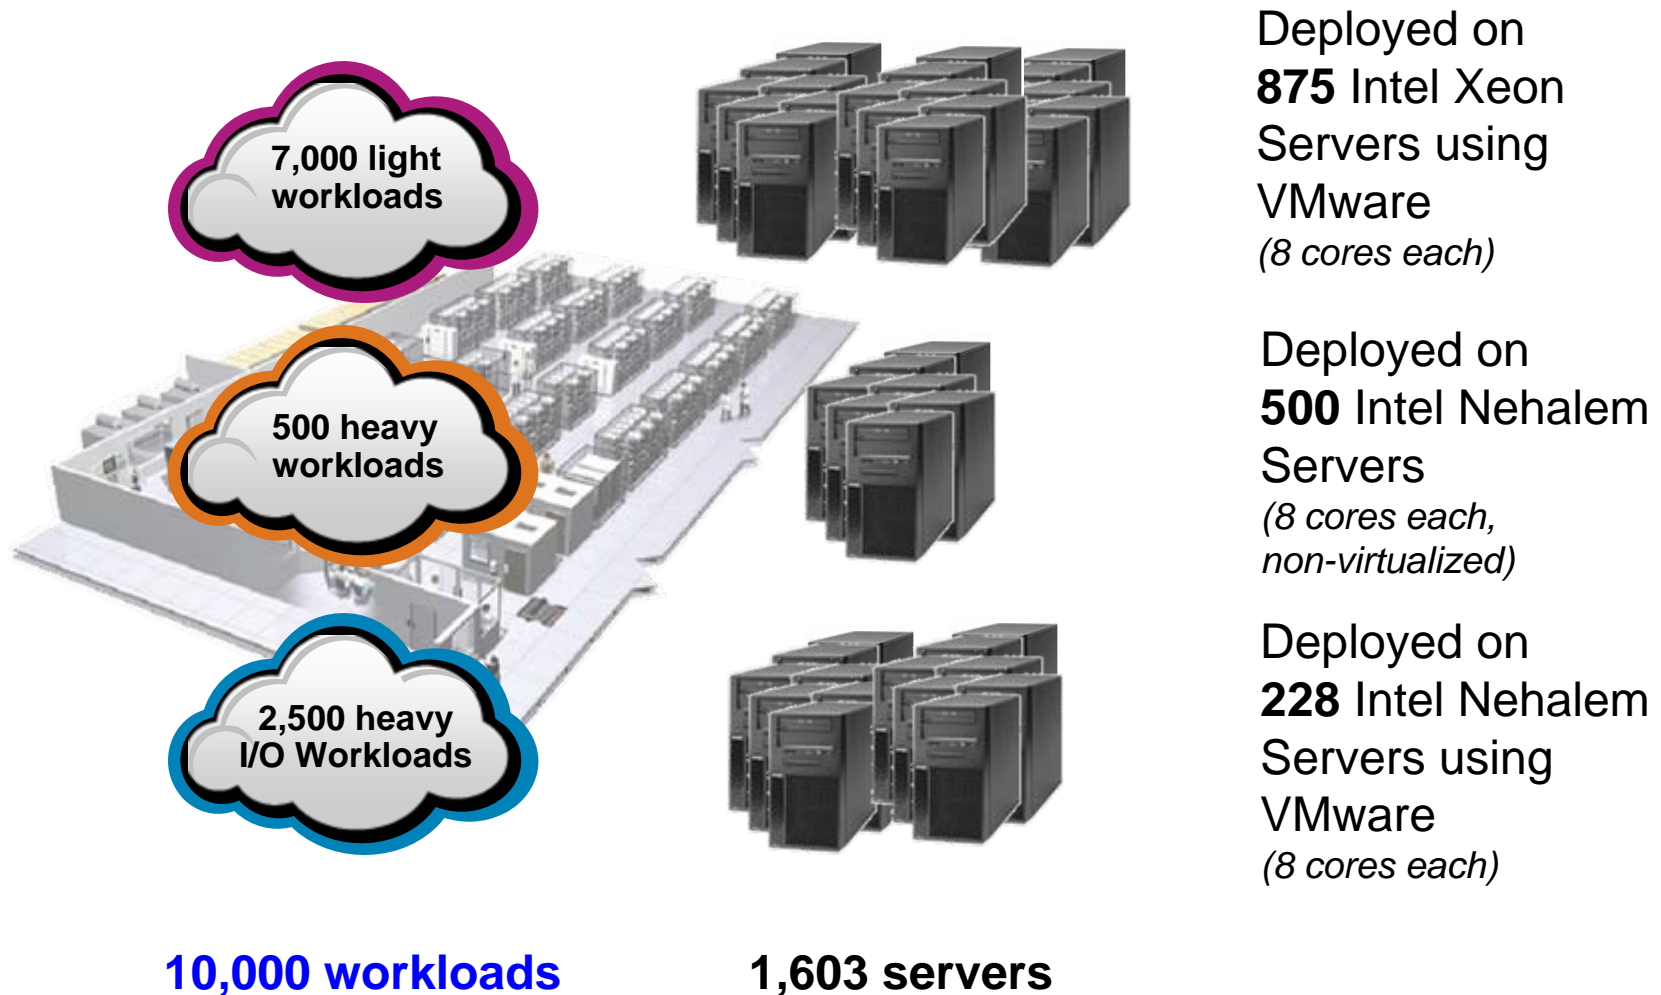 7,000 light
workloads
Deployed on
875 Intel Xeon
Servers using
VMware
(8 cores each)
500 heavy
workloads
Deployed on
500 Intel Nehalem
Servers
(8 cores each,
non-virtualized)
2,500 heavy
I/O Workloads
Deployed on
228 Intel Nehalem
Servers using
VMware
(8 cores each)
10,000 workloads
1,603 servers